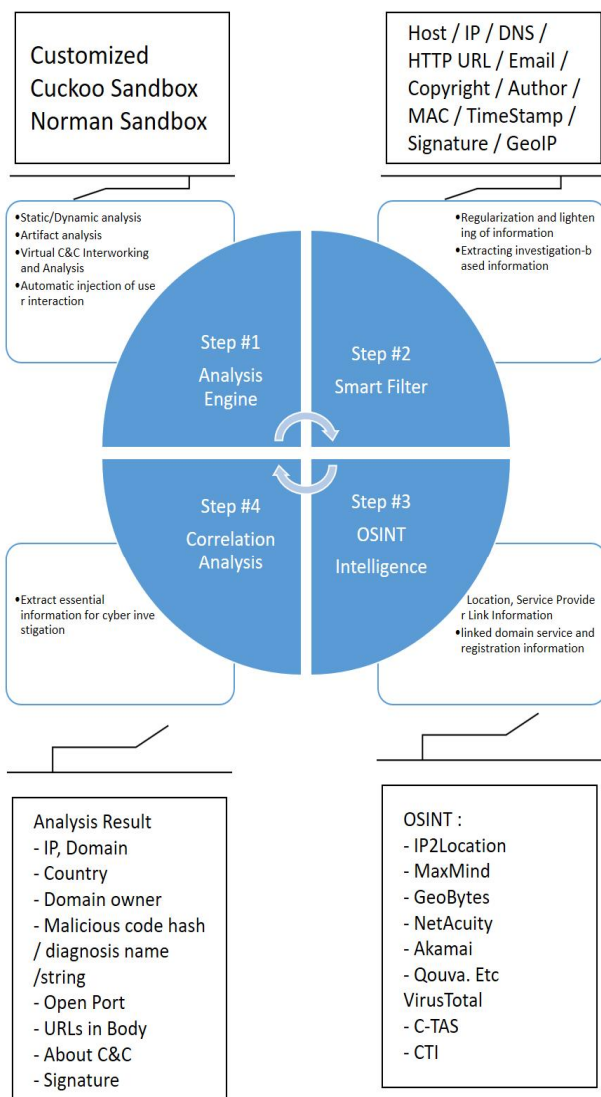 Customized
Cuckoo Sandbox
Norman Sandbox
Host / IP / DNS /
HTTP URL / Email /
Copyright / Author /
MAC / TimeStamp /
Signature / GeoIP
•Static/Dynamic analysis
•Artifact analysis
•Virtual C&C Interworking
and Analysis
•Automatic injection of use
r interaction
•Regularization and lighten
ing of information
•Extracting investigation-b
ased information
Step #1
Analysis
Engine
Step #2
Smart Filter
Step #4
Correlation
Analysis
Step #3
OSINT
Intelligence
•Extract essential
information for cyber inve
stigation
Location, Service Provide
r Link Information
•linked domain service and
registration information
Analysis Result
- IP, Domain
- Country
- Domain owner
- Malicious code hash
/ diagnosis name
/string
- Open Port
- URLs in Body
- About C&C
- Signature
OSINT :
- IP2Location
- MaxMind
- GeoBytes
- NetAcuity
- Akamai
- Qouva. Etc
VirusTotal
- C-TAS
- CTI